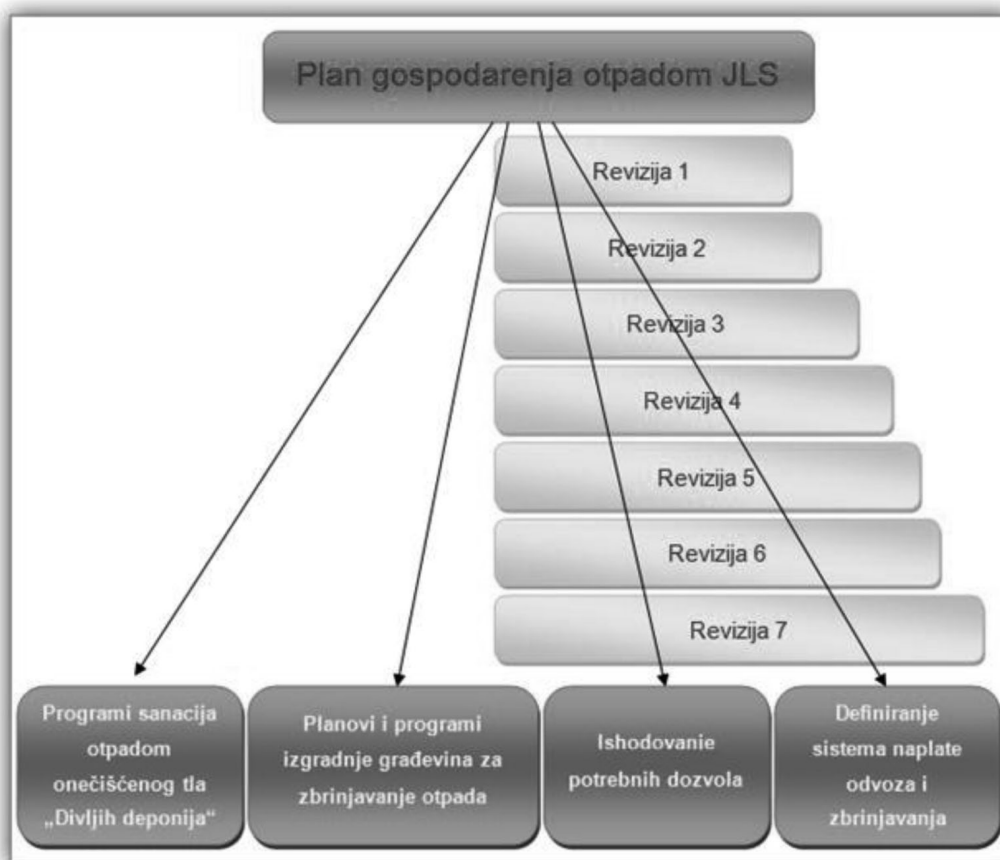 Plan gospodarenja otpadom JLS
Revizija 1
Revizija 2
Revizija 3
Revizija 4
Revizija 5
Revizija 6
Revizija 7
Programi sanacija
otpadom
onečišćenog tla
„Divljih deponija“
Planovi i programi
izgradnje građevina za
zbrinjavanje otpada
Ishodovanje
potrebnih dozvola
Definiranje
sistema naplate
odvoza i
zbrinjavanja